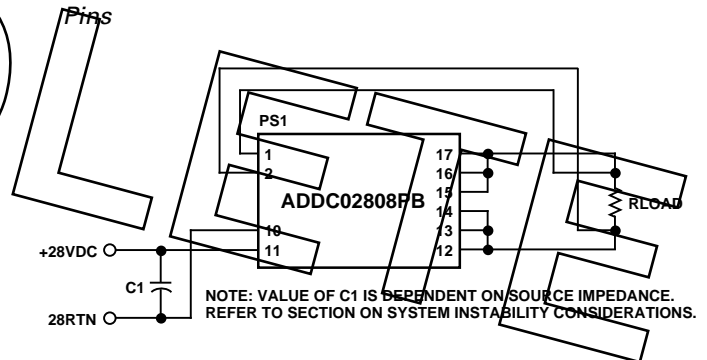 Pins
PS1
1
2
10
11
17
16
15
14
13
12
ADDC02808PB
RLOAD
+28VDC
C1
28RTN
NOTE: VALUE OF C1 IS DEPENDENT ON SOURCE IMPEDANCE.
REFER TO SECTION ON SYSTEM INSTABILITY CONSIDERATIONS.